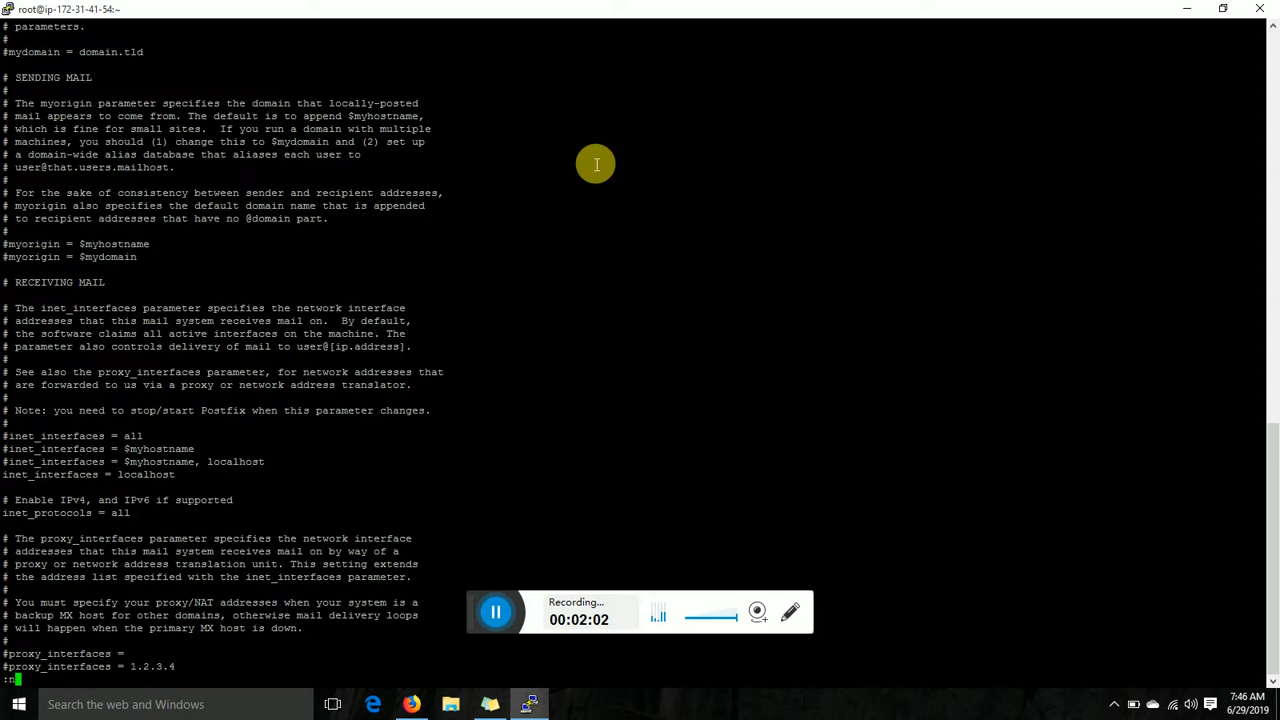 root@ip-172-31-41-54:~
# parameters.
#
#mydomain = domain.tld
# SENDING MAIL
#
# The myorigin parameter specifies the domain that locally-posted
# mail appears to come from. The default is to append $myhostname,
# which is fine for small sites.  If you run a domain with multiple
# machines, you should (1) change this to $mydomain and (2) set up
# a domain-wide alias database that aliases each user to
# user@that.users.mailhost.
#
# For the sake of consistency between sender and recipient addresses,
# myorigin also specifies the default domain name that is appended
# to recipient addresses that have no @domain part.
#
#myorigin = $myhostname
#myorigin = $mydomain
# RECEIVING MAIL
# The inet_interfaces parameter specifies the network interface
# addresses that this mail system receives mail on.  By default,
# the software claims all active interfaces on the machine. The
# parameter also controls delivery of mail to user@[ip.address].
#
# See also the proxy_interfaces parameter, for network addresses that
# are forwarded to us via a proxy or network address translator.
#
# Note: you need to stop/start Postfix when this parameter changes.
#
#inet_interfaces = all
#inet_interfaces = $myhostname
#inet_interfaces = $myhostname, localhost
inet_interfaces = localhost
# Enable IPv4, and IPv6 if supported
inet_protocols = all
# The proxy_interfaces parameter specifies the network interface
# addresses that this mail system receives mail on by way of a
# proxy or network address translation unit. This setting extends
# the address list specified with the inet_interfaces parameter.
#
# You must specify your proxy/NAT addresses when your system is a
# backup MX host for other domains, otherwise mail delivery loops
# will happen when the primary MX host is down.
#
#proxy_interfaces =
#proxy_interfaces = 1.2.3.4
:n
Recording...
00:02:02
Search the web and Windows
7:46 AM
6/29/2019